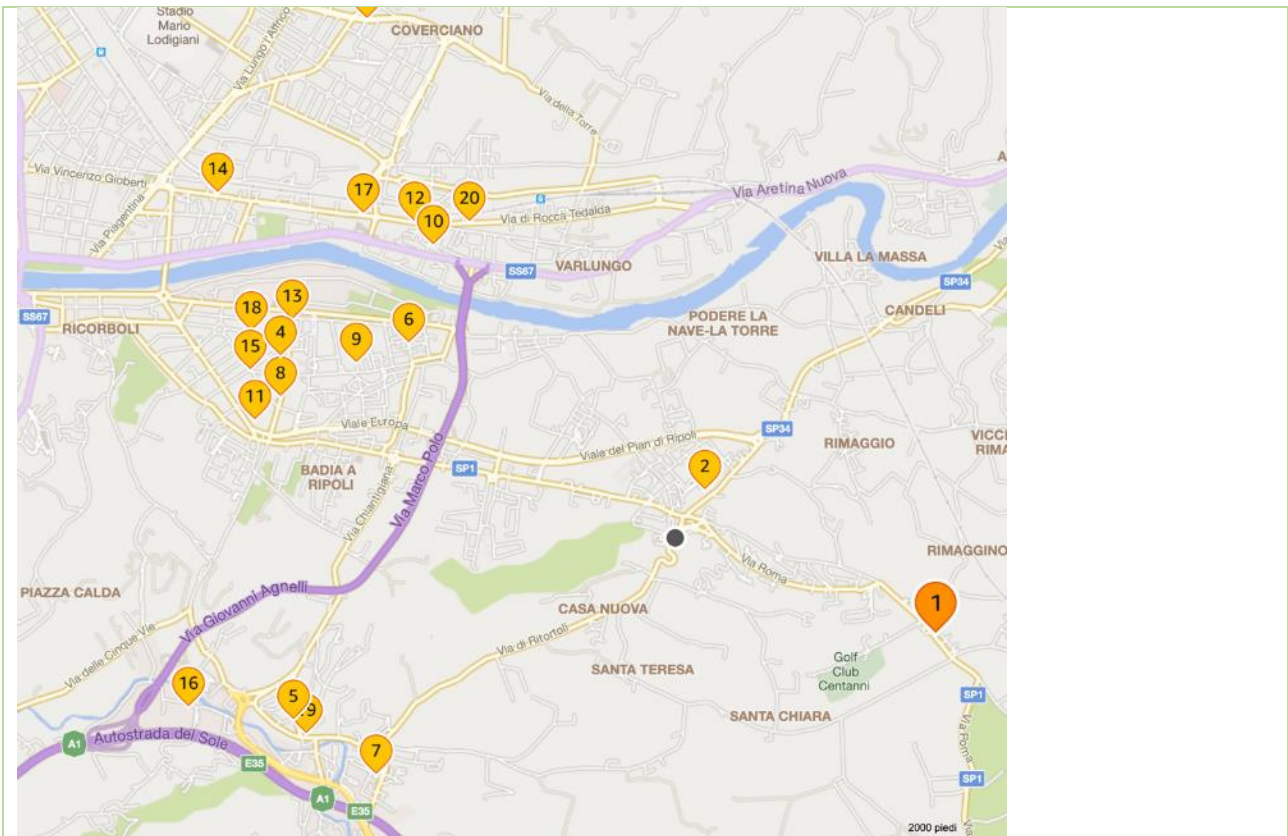 Stadio
Mario
Lodigiani
COVERCIANO
Via Lungo l'Affrico
Via della Torre
14
Via Vincenzo Gioberti
17
12
20
10
Via Aretina Nuova
Via Piagentina
Via di Rocca Tedalda
VARLUNGO
SS67
VILLA LA MASSA
SP34
CANDELI
SS67
RICORBOLI
18
13
6
4
9
15
8
11
PODERE LA
NAVE-LA TORRE
Viale Europa
Viale del Pian di Ripoli
SP34
RIMAGGIO
VICCI
RIMA
BADIA A
RIPOLI
SP1
2
Via Chiantigiana
Via Marco Polo
RIMAGGINO
Via Roma
PIAZZA CALDA
Via Giovanni Agnelli
CASA NUOVA
1
Via delle Cinque Vie
Via di Ritortoli
SANTA TERESA
Golf
Club
Centanni
16
5
19
SP1
SANTA CHIARA
Via Roma
A1
Autostrada del Sole
7
E35
SP1
A1
E35
2000 piedi